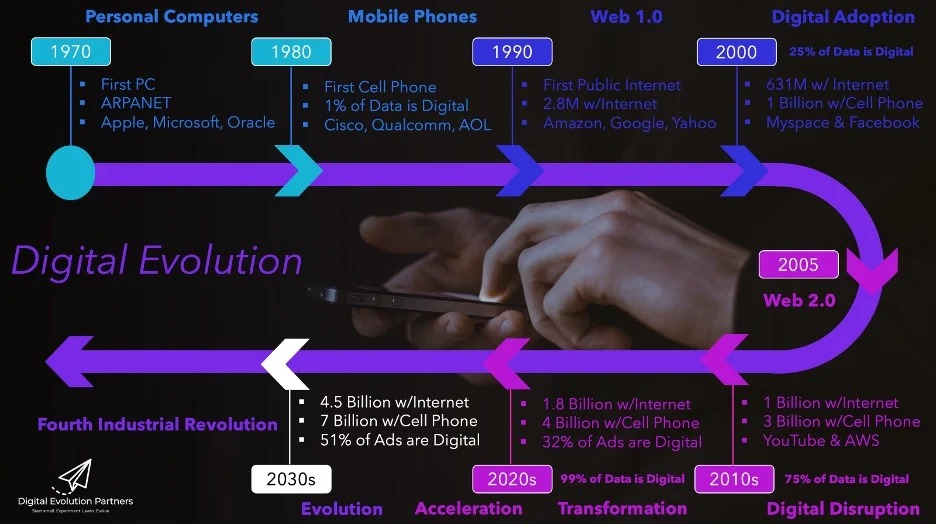 Personal Computers
Mobile Phones
Web 1.0
Digital Adoption
1970
1980
1990
2000
25% of Data is Digital
▪ First PC
▪ ARPANET
▪ Apple, Microsoft, Oracle
▪ First Cell Phone
▪ 1% of Data is Digital
▪ Cisco, Qualcomm, AOL
▪ First Public Internet
▪ 2.8M w/Internet
▪ Amazon, Google, Yahoo
▪ 631M w/ Internet
▪ 1 Billion w/Cell Phone
▪ Myspace & Facebook
Digital Evolution
2005
Web 2.0
▪ 1 Billion w/Internet
▪ 3 Billion w/Cell Phone
▪ YouTube & AWS
2010s
75% of Data is Digital
Digital Disruption
▪ 1.8 Billion w/Internet
▪ 4 Billion w/Cell Phone
▪ 32% of Ads are Digital
2020s
99% of Data is Digital
Acceleration
Transformation
▪ 4.5 Billion w/Internet
▪ 7 Billion w/Cell Phone
▪ 51% of Ads are Digital
2030s
Evolution
Fourth Industrial Revolution
Digital Evolution Partners
Start small. Experiment. Learn. Evolve.